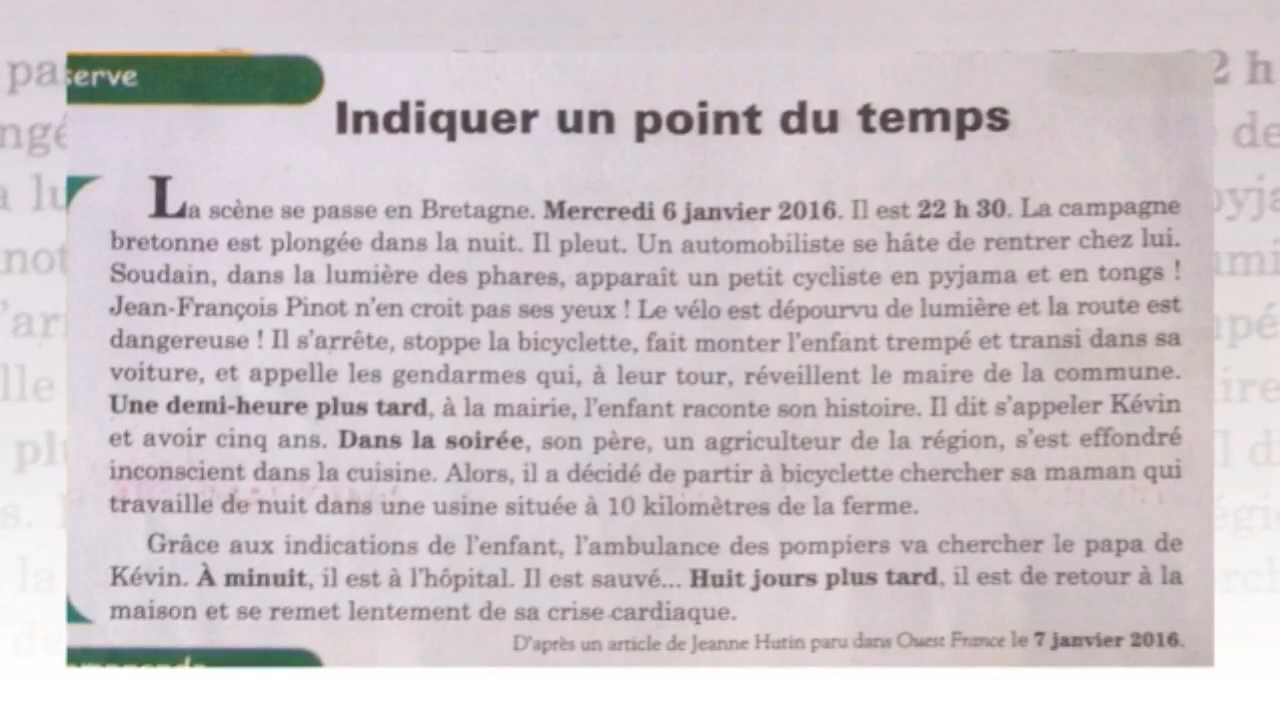 serve
Indiquer un point du temps
La scène se passe en Bretagne. Mercredi 6 janvier 2016. Il est 22 h 30. La campagne
bretonne est plongée dans la nuit. Il pleut. Un automobiliste se hâte de rentrer chez lui.
Soudain, dans la lumière des phares, apparaît un petit cycliste en pyjama et en tongs !
Jean-François Pinot n'en croit pas ses yeux ! Le vélo est dépourvu de lumière et la route est
dangereuse ! Il s'arrête, stoppe la bicyclette, fait monter l'enfant trempé et transi dans sa
voiture, et appelle les gendarmes qui, à leur tour, réveillent le maire de la commune.
Une demi-heure plus tard, à la mairie, l'enfant raconte son histoire. Il dit s'appeler Kévin
et avoir cinq ans. Dans la soirée, son père, un agriculteur de la région, s'est effondré
inconscient dans la cuisine. Alors, il a décidé de partir à bicyclette chercher sa maman qui
travaille de nuit dans une usine située à 10 kilomètres de la ferme.
Grâce aux indications de l'enfant, l'ambulance des pompiers va chercher le papa de
Kévin. À minuit, il est à l'hôpital. Il est sauvé... Huit jours plus tard, il est de retour à la
maison et se remet lentement de sa crise cardiaque.
D'après un article de Jeanne Hutin paru dans Ouest France le 7 janvier 2016.